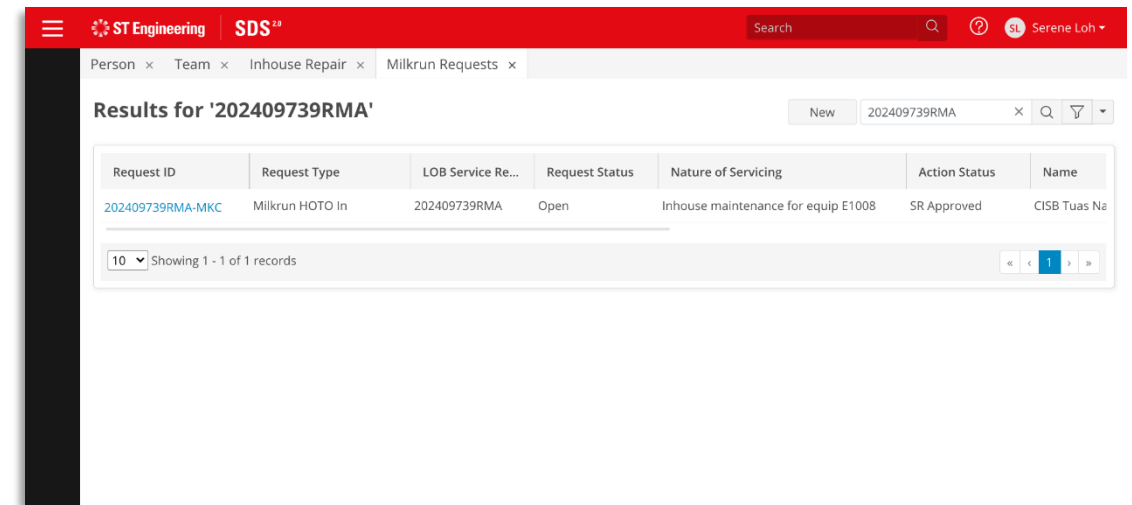 ST Engineering SDS 2.0 Search SL Serene Loh
Person × Team × Inhouse Repair × Milkrun Requests ×
Results for '202409739RMA' New 202409739RMA ×
Request ID Request Type LOB Service Re... Request Status Nature of Servicing Action Status Name
202409739RMA-MKC Milkrun HOTO In 202409739RMA Open Inhouse maintenance for equip E1008 SR Approved CISB Tuas Na
10 Showing 1 - 1 of 1 records « ‹ 1 › »